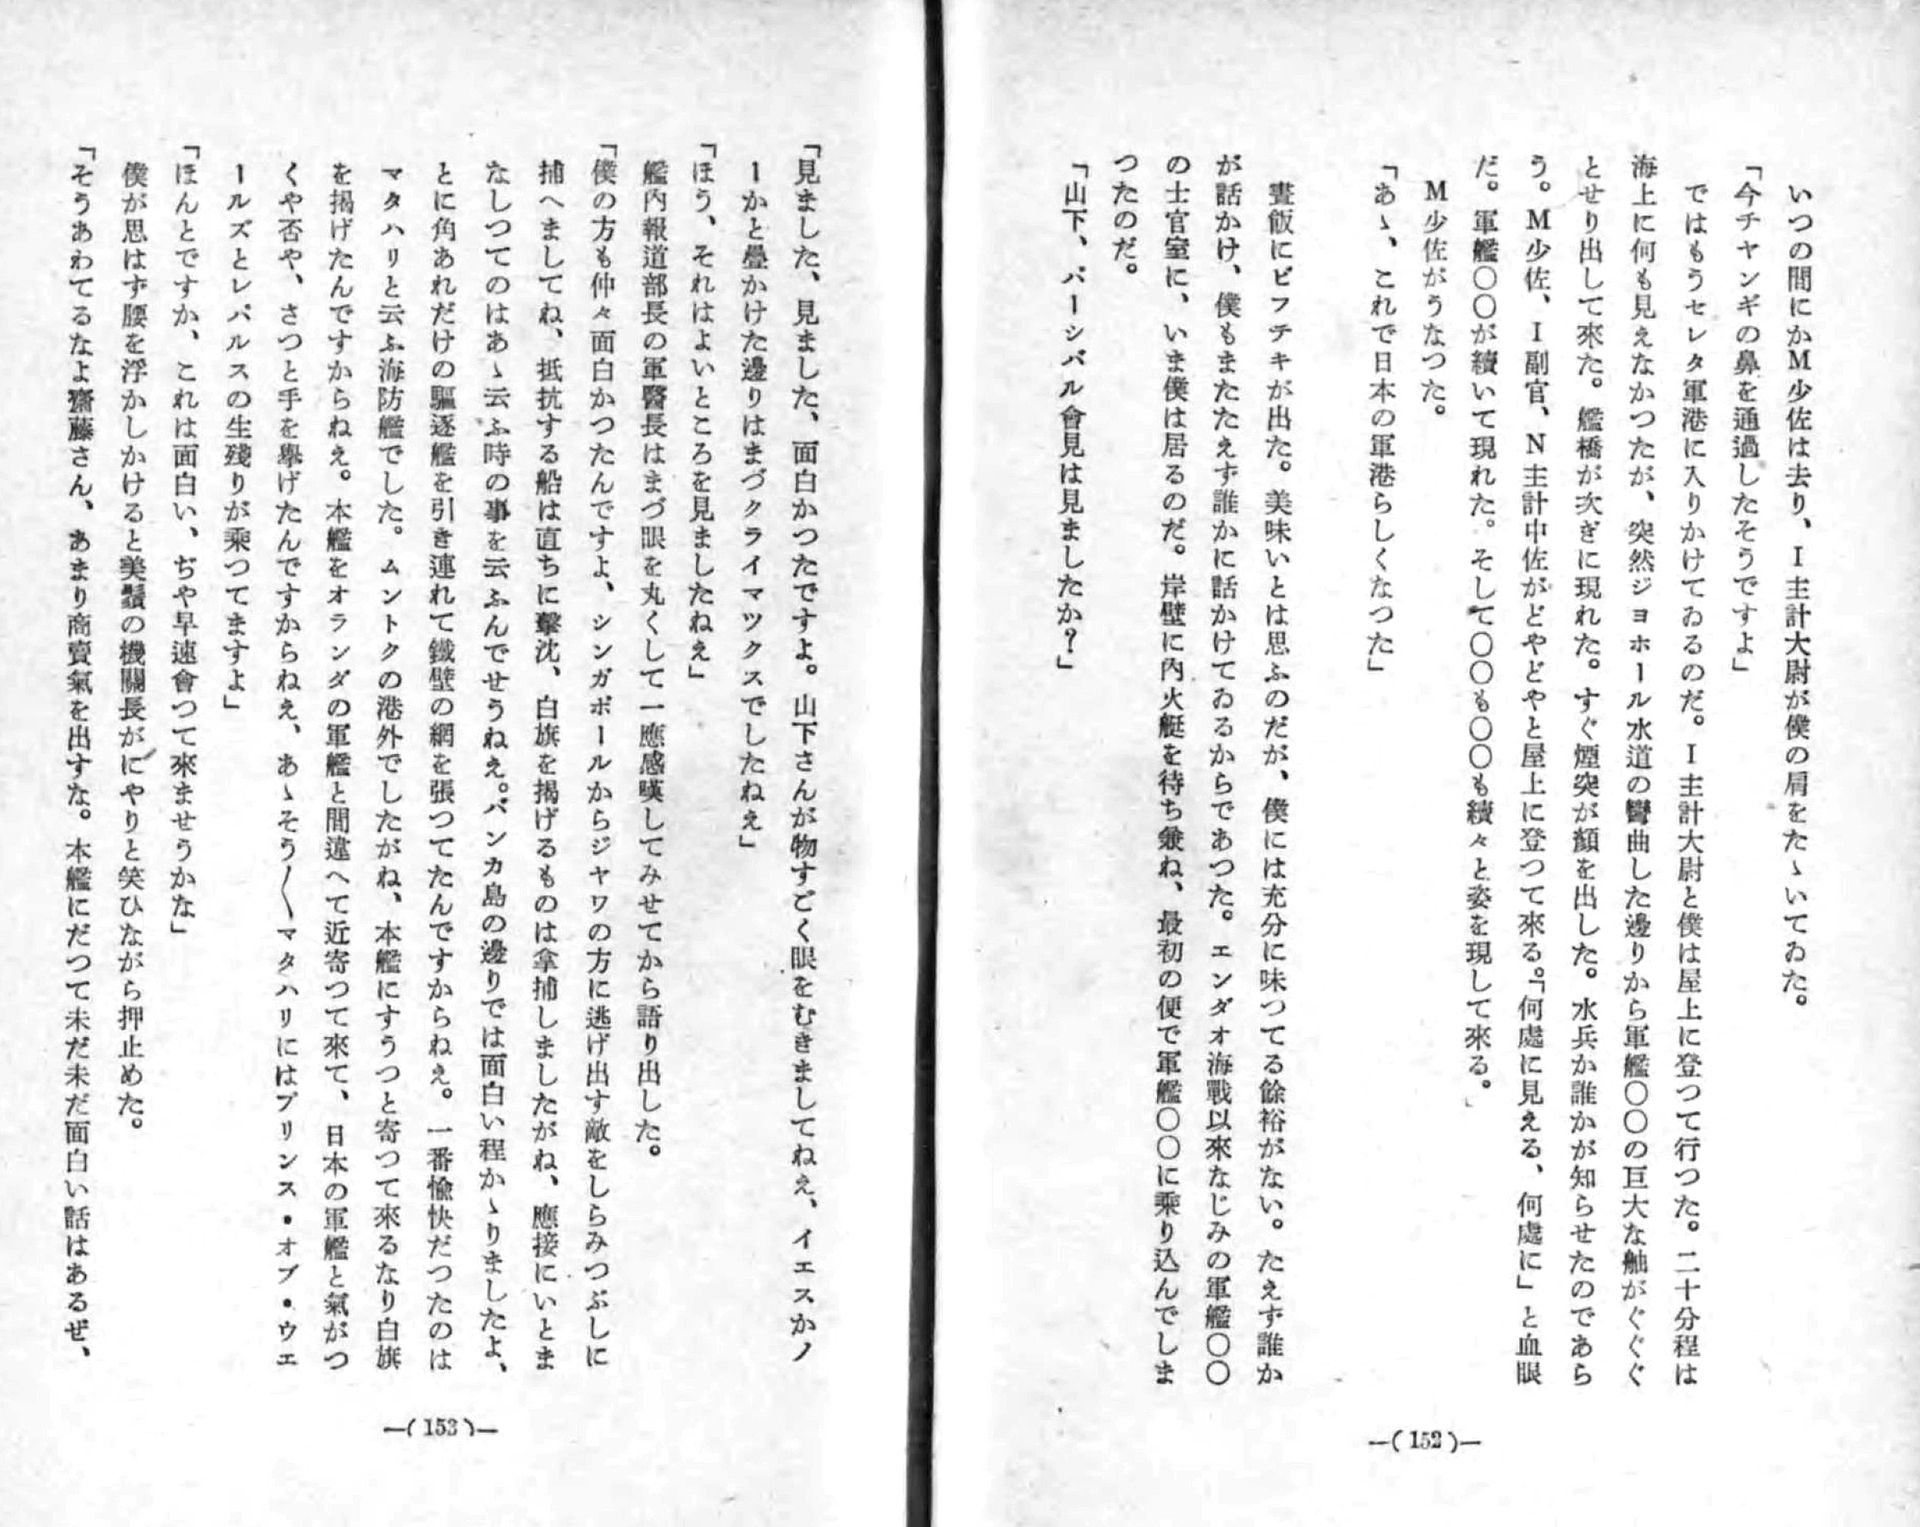 いつの間にかM少佐は去り、I主計大尉が僕の肩をたゝいてゐた。
「今チヤンギの鼻を通過したそうですよ」
ではもうセレタ軍港に入りかけてゐるのだ。I主計大尉と僕は屋上に登つて行つた。二十分程は
海上に何も見えなかつたが、突然ジヨホール水道の彎曲した邊りから軍艦〇〇の巨大な舳がぐぐぐ
とせり出して來た。艦橋が次ぎに現れた。すぐ煙突が顏を出した。水兵か誰かが知らせたのであら
う。M少佐、I副官、N主計中佐がどやどやと屋上に登つて來る。「何處に見える、何處に」と血眼
だ。軍艦〇〇が續いて現れた。そして〇〇も〇〇も續々と姿を現して來る。
M少佐がうなつた。
「あゝ、これで日本の軍港らしくなつた」
晝飯にビフテキが出た。美味いとは思ふのだが、僕には充分に味つてる餘裕がない。たえず誰か
が話かけ、僕もまたたえず誰かに話かけてゐるからであつた。エンダオ海戰以來なじみの軍艦〇〇
の士官室に、いま僕は居るのだ。岸壁に内火艇を待ち兼ね、最初の便で軍艦〇〇に乘り込んでしま
つたのだ。
「山下、パーシバル會見は見ましたか？」
―( 152 )―
「見ました、見ました、面白かつたですよ。山下さんが物すごく眼をむきましてねえ、イエスかノ
ーかと疊かけた邊りはまづクライマツクスでしたねえ」
「ほう、それはよいところを見ましたねえ」
艦内報道部長の軍醫長はまづ眼を丸くして一應感嘆してみせてから語り出した。
「僕の方も仲々面白かつたんですよ、シンガポールからジヤワの方に逃げ出す敵をしらみつぶしに
捕へましてね、抵抗する船は直ちに擊沈、白旗を揭げるものは拿捕しましたがね、應接にいとま
なしつてのはあゝ云ふ時の事を云ふんでせうねえ。バンカ島の邊りでは面白い程かゝりましたよ、
とに角あれだけの驅逐艦を引き連れて鐵壁の網を張つてたんですからねえ。一番愉快だつたのは
マタハリと云ふ海防艦でした。ムントクの港外でしたがね、本艦にすうつと寄つて來るなり白旗
を揭げたんですからねえ。本艦をオランダの軍艦と間違へて近寄つて來て、日本の軍艦と氣がつ
くや否や、さつと手を擧げたんですからねえ、あゝそう〳〵マタハリにはプリンス・オブ・ウエ
ールズとレパルスの生殘りが乘つてますよ」
「ほんとですか、これは面白い、ぢや早速會つて來ませうかな」
僕が思はず腰を浮かしかけると美鬚の機關長がにやりと笑ひながら押止めた。
「そうあわてるなよ齋藤さん、あまり商賣氣を出すな。本艦にだつて未だ未だ面白い話はあるぜ、
―( 153 )―